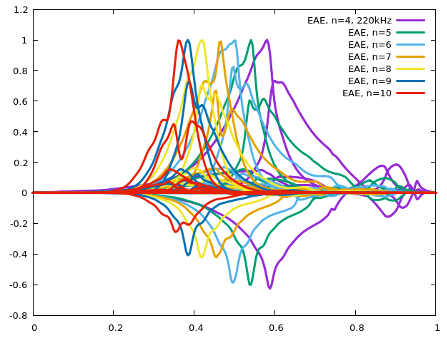 1.2
1
0.8
0.6
0.4
0.2
0
-0.2
-0.4
-0.6
-0.8
EAE, n=4, 220kHz
EAE, n=5
EAE, n=6
EAE, n=7
EAE, n=8
EAE, n=9
EAE, n=10
0 0.2 0.4 0.6 0.8 1